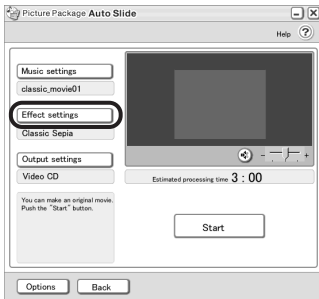 Picture Package Auto Slide
Help ?
Music settings
classic_movie01
Effect settings
Classic Sepia
Output settings
Video CD
- +
Estimated processing time 3 : 00
You can make an original movie.
Push the "Start" button.
Start
Options Back